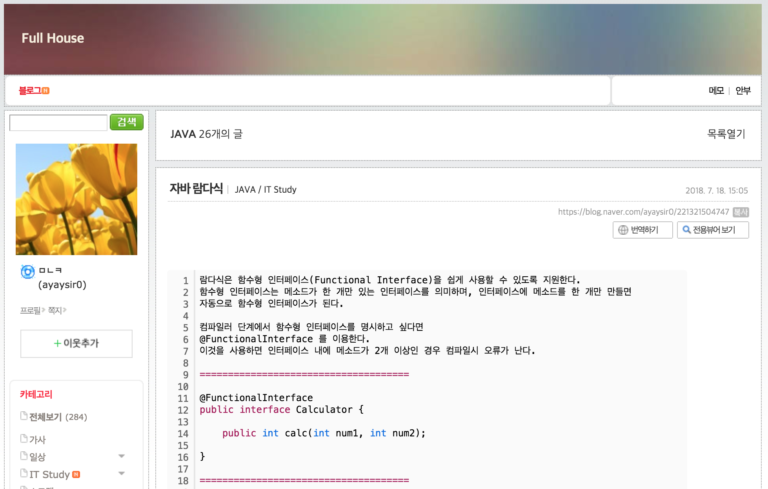 Full House
블로그
메모 | 안부
검색
JAVA 26개의 글
목록열기
자바 람다식 | JAVA / IT Study
2018. 7. 18. 15:05
https://blog.naver.com/ayaysir0/221321504747 복사
번역하기
전용뷰어 보기
ㅁㄴㅋ
(ayaysir0)
프로필> 쪽지>
+ 이웃추가
카테고리
전체보기 (284)
가사
일상
IT Study
1 람다식은 함수형 인터페이스(Functional Interface)을 쉽게 사용할 수 있도록 지원한다.
2 함수형 인터페이스는 메소드가 한 개만 있는 인터페이스를 의미하며, 인터페이스에 메소드를 한 개만 만들면
3 자동으로 함수형 인터페이스가 된다.
4
5 컴파일러 단계에서 함수형 인터페이스를 명시하고 싶다면
6 @FunctionalInterface 를 이용한다.
7 이것을 사용하면 인터페이스 내에 메소드가 2개 이상인 경우 컴파일시 오류가 난다.
8
9 =====================================
10
11 @FunctionalInterface
12 public interface Calculator {
13
14 public int calc(int num1, int num2);
15
16 }
17
18 =====================================